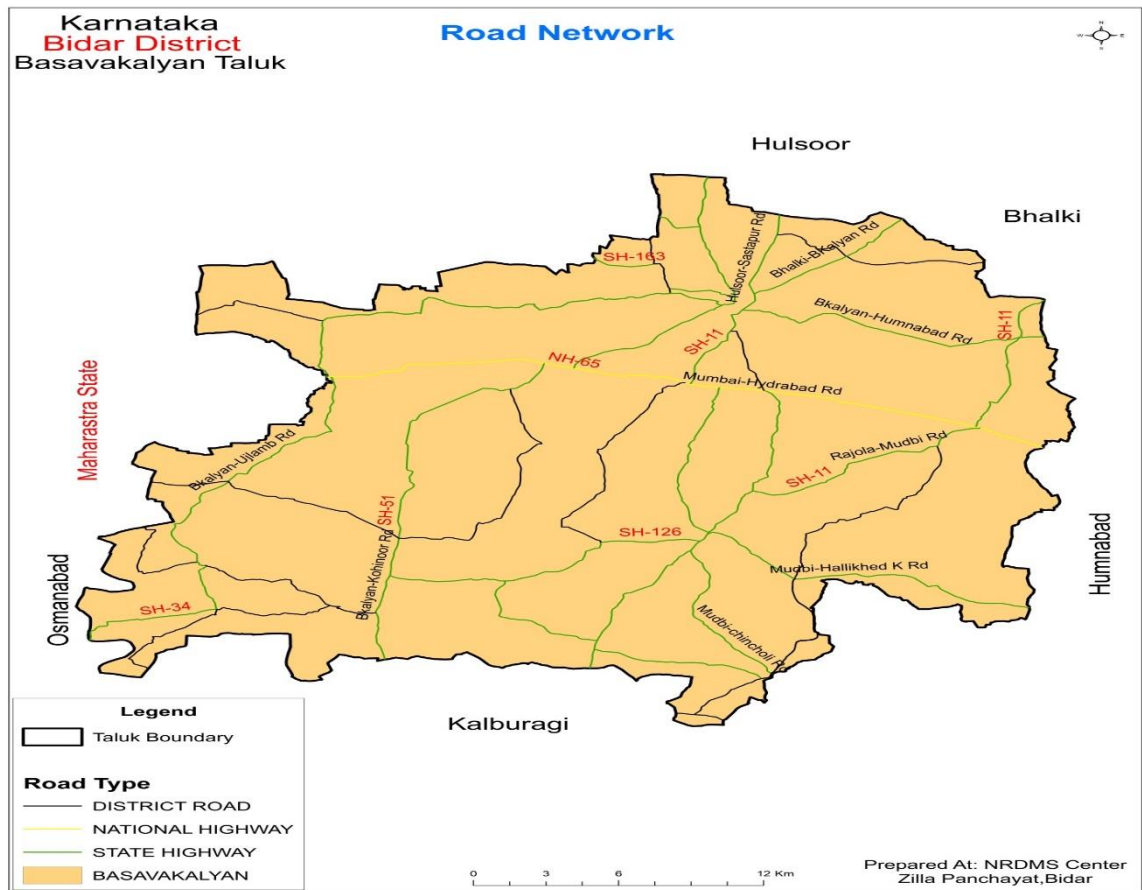 Karnataka
Bidar District
Basavakalyan Taluk
Road Network
N
W
E
S
Hulsoor
Bhalki
SH-163
Hulsoor-Sastapur Rd
Bhalki-BKalyan Rd
Bkalyan-Humnabad Rd
SH-11
SH-11
NH-65
Mumbai-Hydrabad Rd
Maharastra State
Bkalyan-Ujlamb Rd
Rajola-Mudbi Rd
SH-11
SH-51
Bkalyan-Kohinoor Rd
SH-126
Mudbi-Hallikhed K Rd
Humnabad
Osmanabad
SH-34
Mudbi-chincholi Rd
Kalburagi
Legend
Taluk Boundary
Road Type
DISTRICT ROAD
NATIONAL HIGHWAY
STATE HIGHWAY
BASAVAKALYAN
0 3 6 12 Km
Prepared At: NRDMS Center
Zilla Panchayat,Bidar